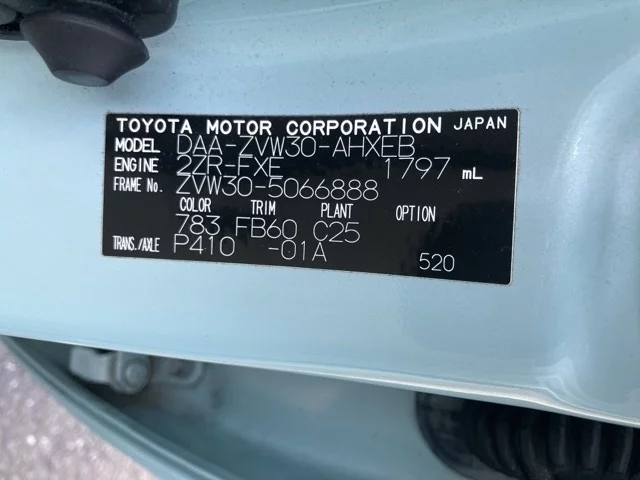 TOYOTA MOTOR CORPORATION JAPAN
MODEL DAA-ZVW30-AHXEB
ENGINE 2ZR-FXE 1797 mL
FRAME No. ZVW30-5066888
COLOR TRIM PLANT OPTION
783 FB60 C25
TRANS./AXLE P410 -01A
520